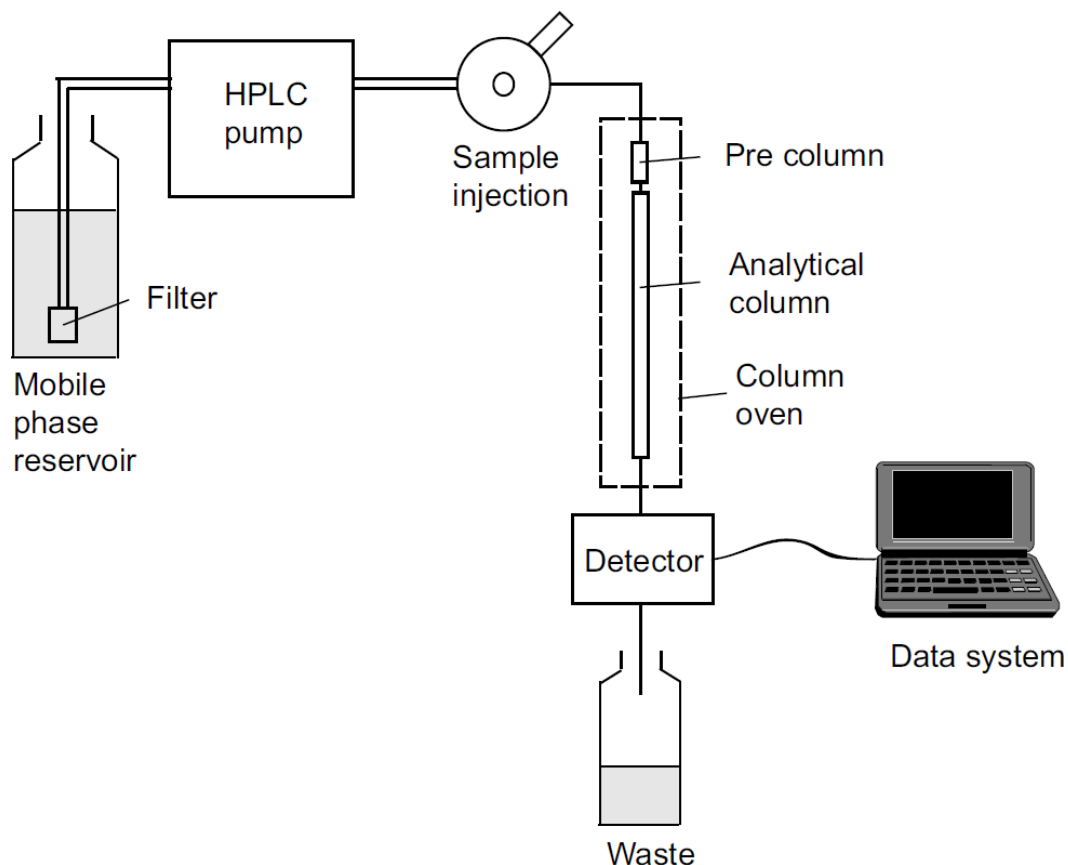 HPLC
pump
Sample
injection
Pre column
Analytical
column
Filter
Column
oven
Mobile
phase
reservoir
Detector
Data system
Waste